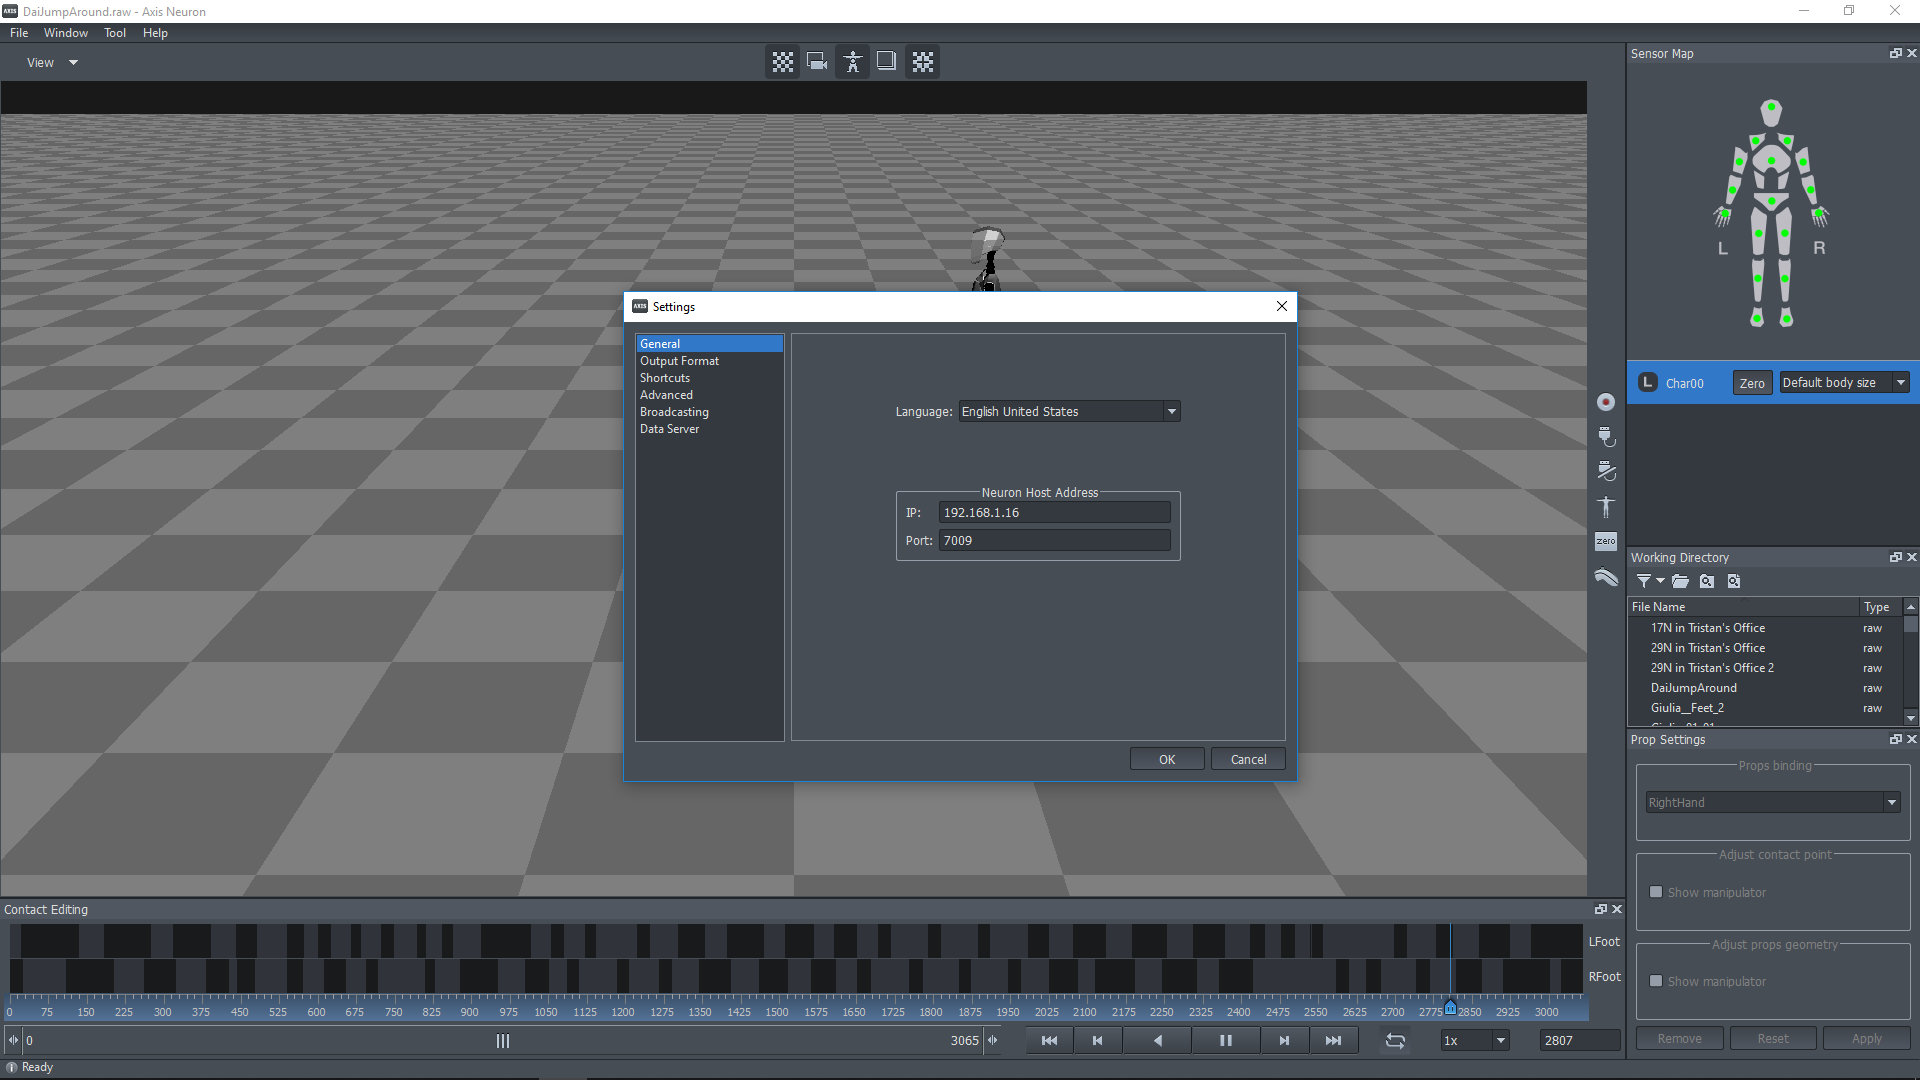 DaiJumpAround.raw - Axis Neuron
File Window Tool Help
View
Sensor Map
L R
L Char00 Zero Default body size
AXIS Settings
General
Output Format
Shortcuts
Advanced
Broadcasting
Data Server
Language: English United States
Neuron Host Address
IP: 192.168.1.16
Port: 7009
OK Cancel
zero
Working Directory
File Name Type
17N in Tristan's Office raw
29N in Tristan's Office raw
29N in Tristan's Office 2 raw
DaiJumpAround raw
Giulia__Feet_2 raw
Prop Settings
Props binding
RightHand
Adjust contact point
Show manipulator
Adjust props geometry
Show manipulator
Remove Reset Apply
Contact Editing
LFoot
RFoot
0 75 150 225 300 375 450 525 600 675 750 825 900 975 1050 1125 1200 1275 1350 1425 1500 1575 1650 1725 1800 1875 1950 2025 2100 2175 2250 2325 2400 2475 2550 2625 2700 2775 2850 2925 3000
0 3065 1x 2807
Ready